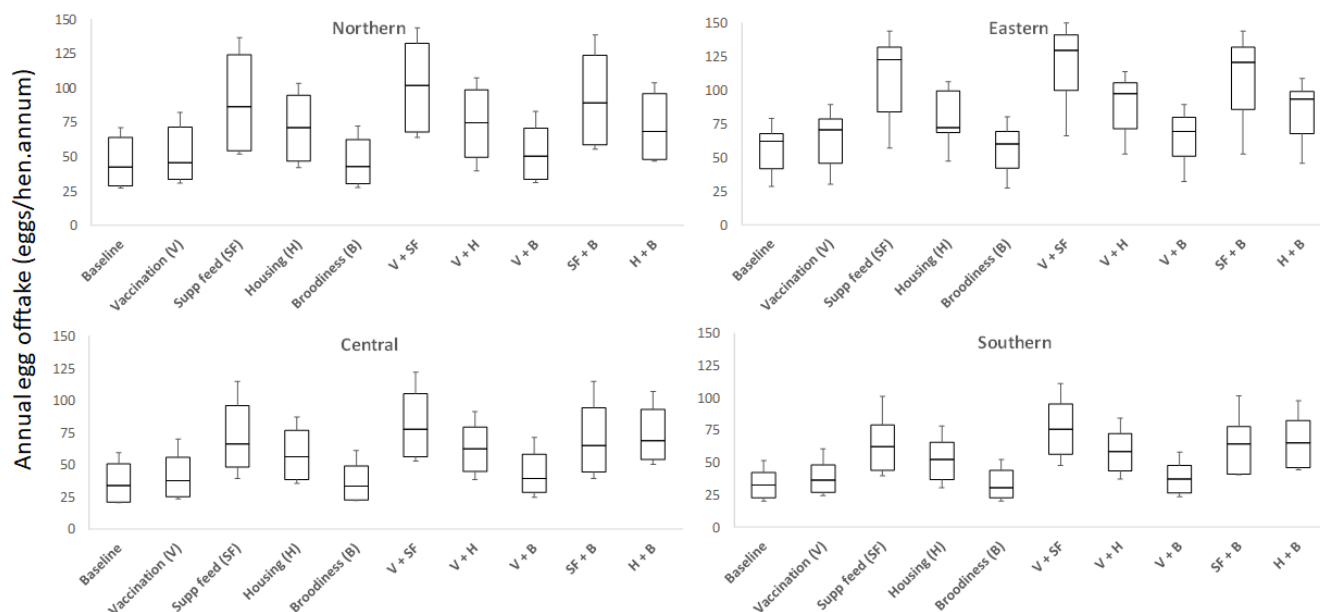 Annual egg offtake (eggs/hen.annum)
Northern
150
125
100
75
50
25
0
Baseline
Vaccination (V)
Supp feed (SF)
Housing (H)
Broodiness (B)
V + SF
V + H
V + B
SF + B
H + B
Eastern
150
125
100
75
50
25
0
Baseline
Vaccination (V)
Supp feed (SF)
Housing (H)
Broodiness (B)
V + SF
V + H
V + B
SF + B
H + B
Central
150
125
100
75
50
25
0
Baseline
Vaccination (V)
Supp feed (SF)
Housing (H)
Broodiness (B)
V + SF
V + H
V + B
SF + B
H + B
Southern
150
125
100
75
50
25
0
Baseline
Vaccination (V)
Supp feed (SF)
Housing (H)
Broodiness (B)
V + SF
V + H
V + B
SF + B
H + B